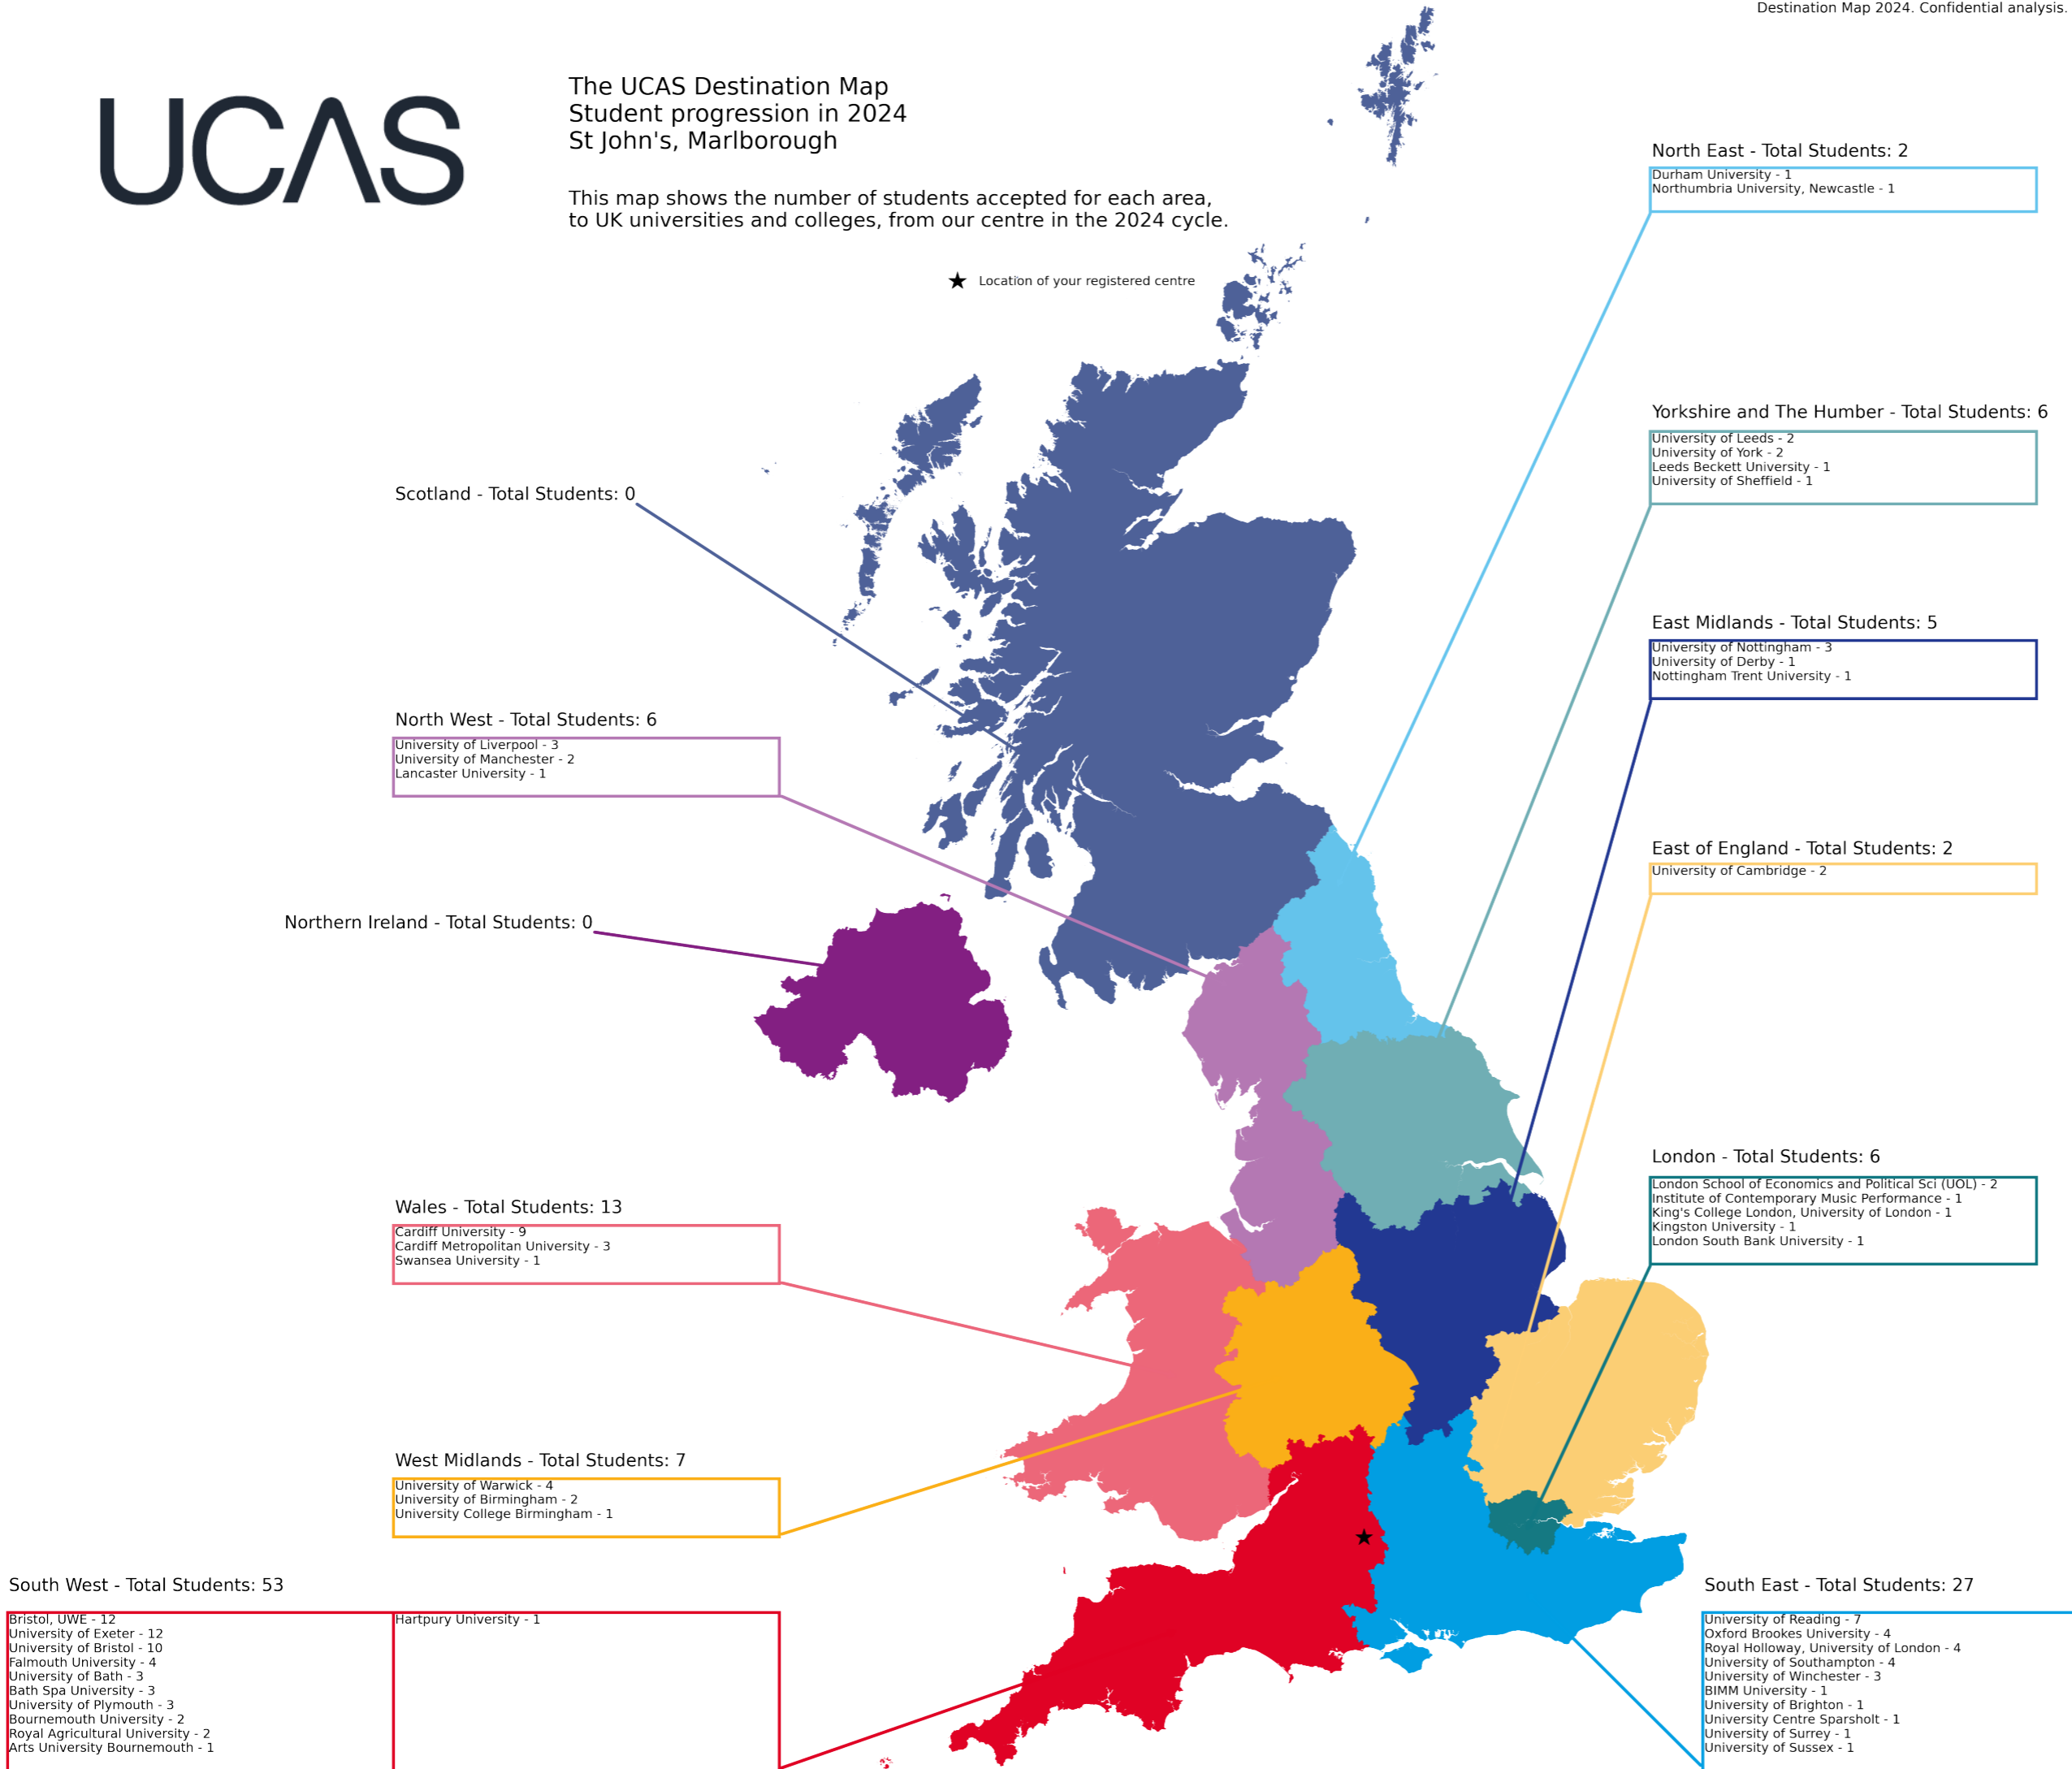 Destination Map 2024. Confidential analysis.
UCAS
The UCAS Destination Map
Student progression in 2024
St John's, Marlborough
This map shows the number of students accepted for each area,
to UK universities and colleges, from our centre in the 2024 cycle.
★ Location of your registered centre
North East - Total Students: 2
Durham University - 1
Northumbria University, Newcastle - 1
Yorkshire and The Humber - Total Students: 6
University of Leeds - 2
University of York - 2
Leeds Beckett University - 1
University of Sheffield - 1
Scotland - Total Students: 0
East Midlands - Total Students: 5
University of Nottingham - 3
University of Derby - 1
Nottingham Trent University - 1
North West - Total Students: 6
University of Liverpool - 3
University of Manchester - 2
Lancaster University - 1
East of England - Total Students: 2
University of Cambridge - 2
Northern Ireland - Total Students: 0
London - Total Students: 6
London School of Economics and Political Sci (UOL) - 2
Institute of Contemporary Music Performance - 1
King's College London, University of London - 1
Kingston University - 1
London South Bank University - 1
Wales - Total Students: 13
Cardiff University - 9
Cardiff Metropolitan University - 3
Swansea University - 1
West Midlands - Total Students: 7
University of Warwick - 4
University of Birmingham - 2
University College Birmingham - 1
South West - Total Students: 53
Bristol, UWE - 12
University of Exeter - 12
University of Bristol - 10
Falmouth University - 4
University of Bath - 3
Bath Spa University - 3
University of Plymouth - 3
Bournemouth University - 2
Royal Agricultural University - 2
Arts University Bournemouth - 1
Hartpury University - 1
South East - Total Students: 27
University of Reading - 7
Oxford Brookes University - 4
Royal Holloway, University of London - 4
University of Southampton - 4
University of Winchester - 3
BIMM University - 1
University of Brighton - 1
University Centre Sparsholt - 1
University of Surrey - 1
University of Sussex - 1